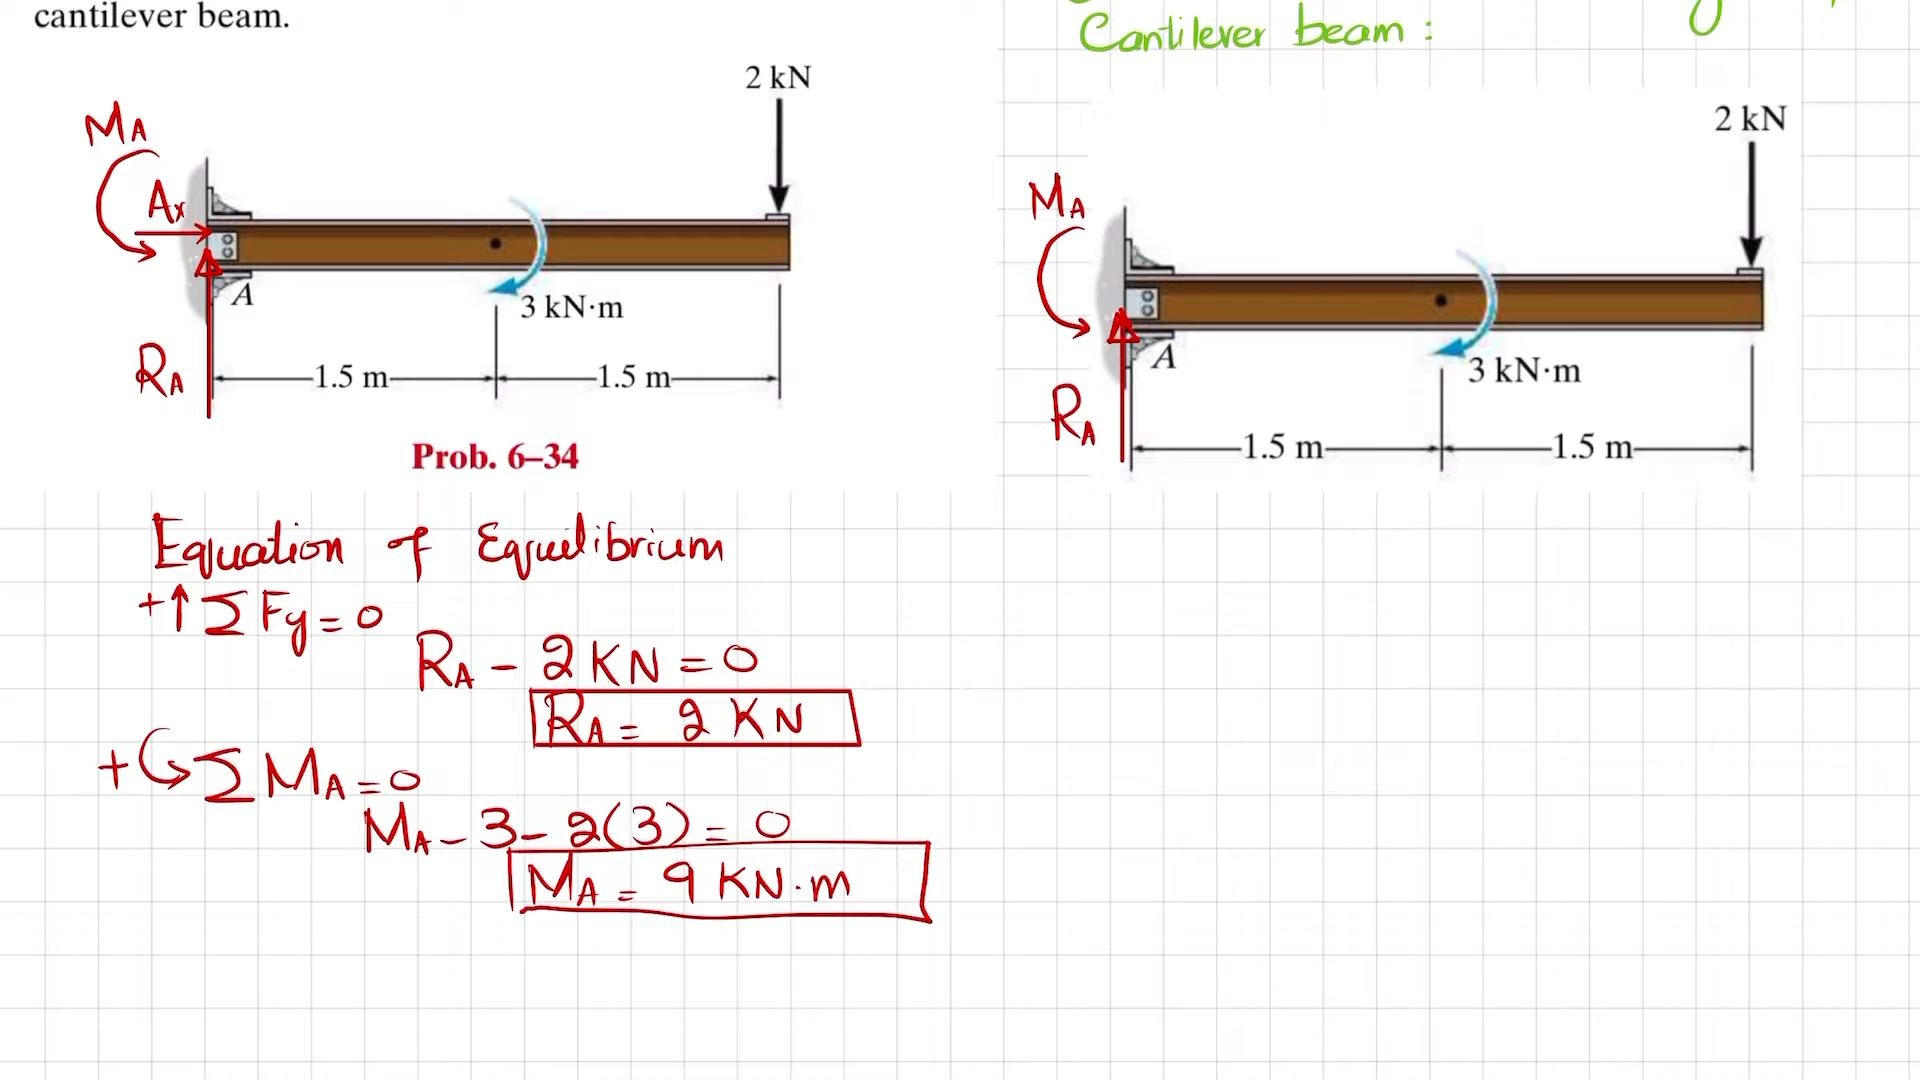 cantilever beam.
2 kN
MA
Ax
A
3 kN·m
RA
1.5 m
1.5 m
Prob. 6–34
Equation of Equilibrium
+↑ ΣFy = 0
RA - 2 KN = 0
RA = 2 KN
+ ΣMA = 0
MA - 3 - 2(3) = 0
MA = 9 KN.m
Cantilever beam :
2 kN
MA
A
3 kN·m
RA
1.5 m
1.5 m